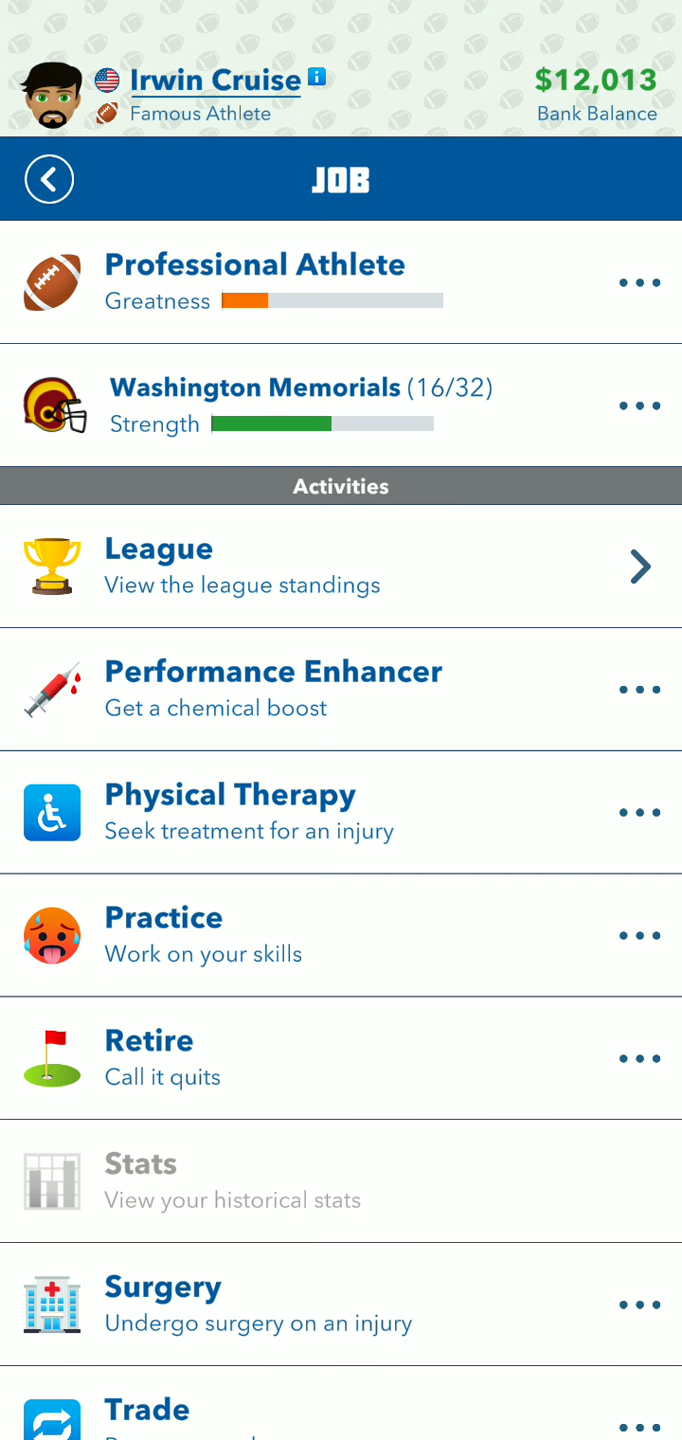 Irwin Cruise
Famous Athlete
$12,013
Bank Balance
JOB
Professional Athlete
Greatness
Washington Memorials (16/32)
Strength
Activities
League
View the league standings
Performance Enhancer
Get a chemical boost
Physical Therapy
Seek treatment for an injury
Practice
Work on your skills
Retire
Call it quits
Stats
View your historical stats
Surgery
Undergo surgery on an injury
Trade